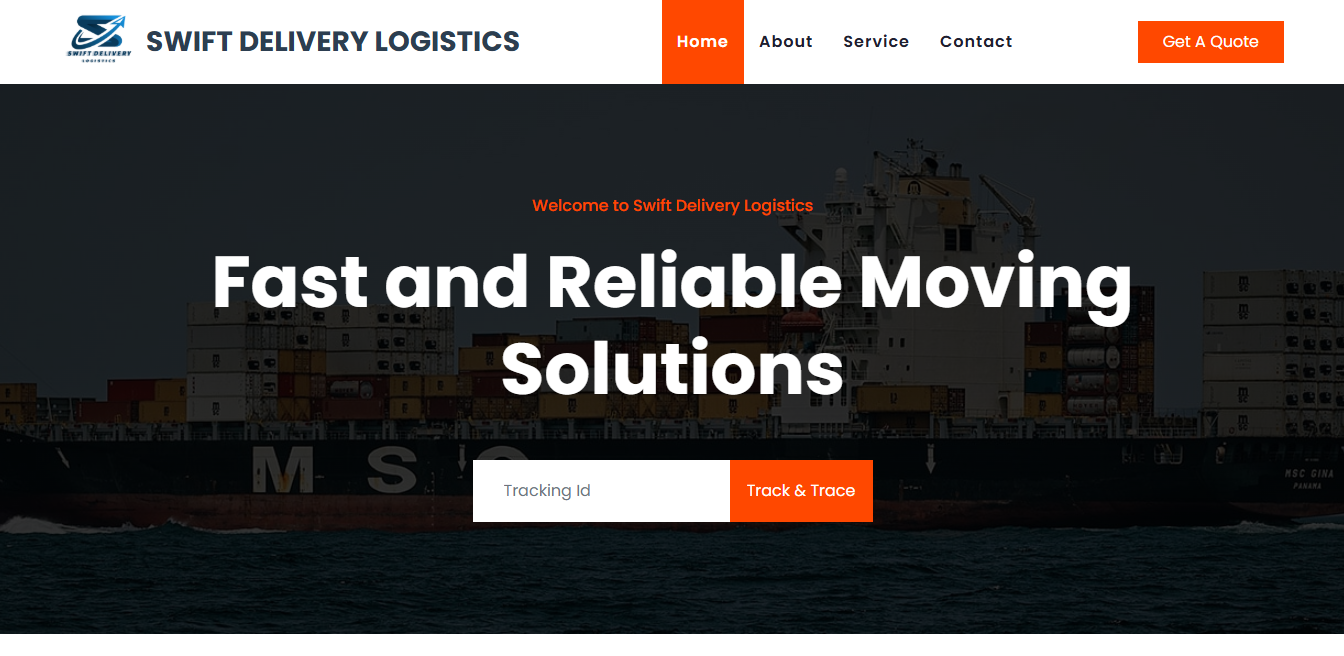 SWIFT DELIVERY
LOGISTICS
SWIFT DELIVERY LOGISTICS
Home
About
Service
Contact
Get A Quote
Welcome to Swift Delivery Logistics
Fast and Reliable Moving
Solutions
M S C
MSC GINA
PANAMA
Tracking Id
Track & Trace